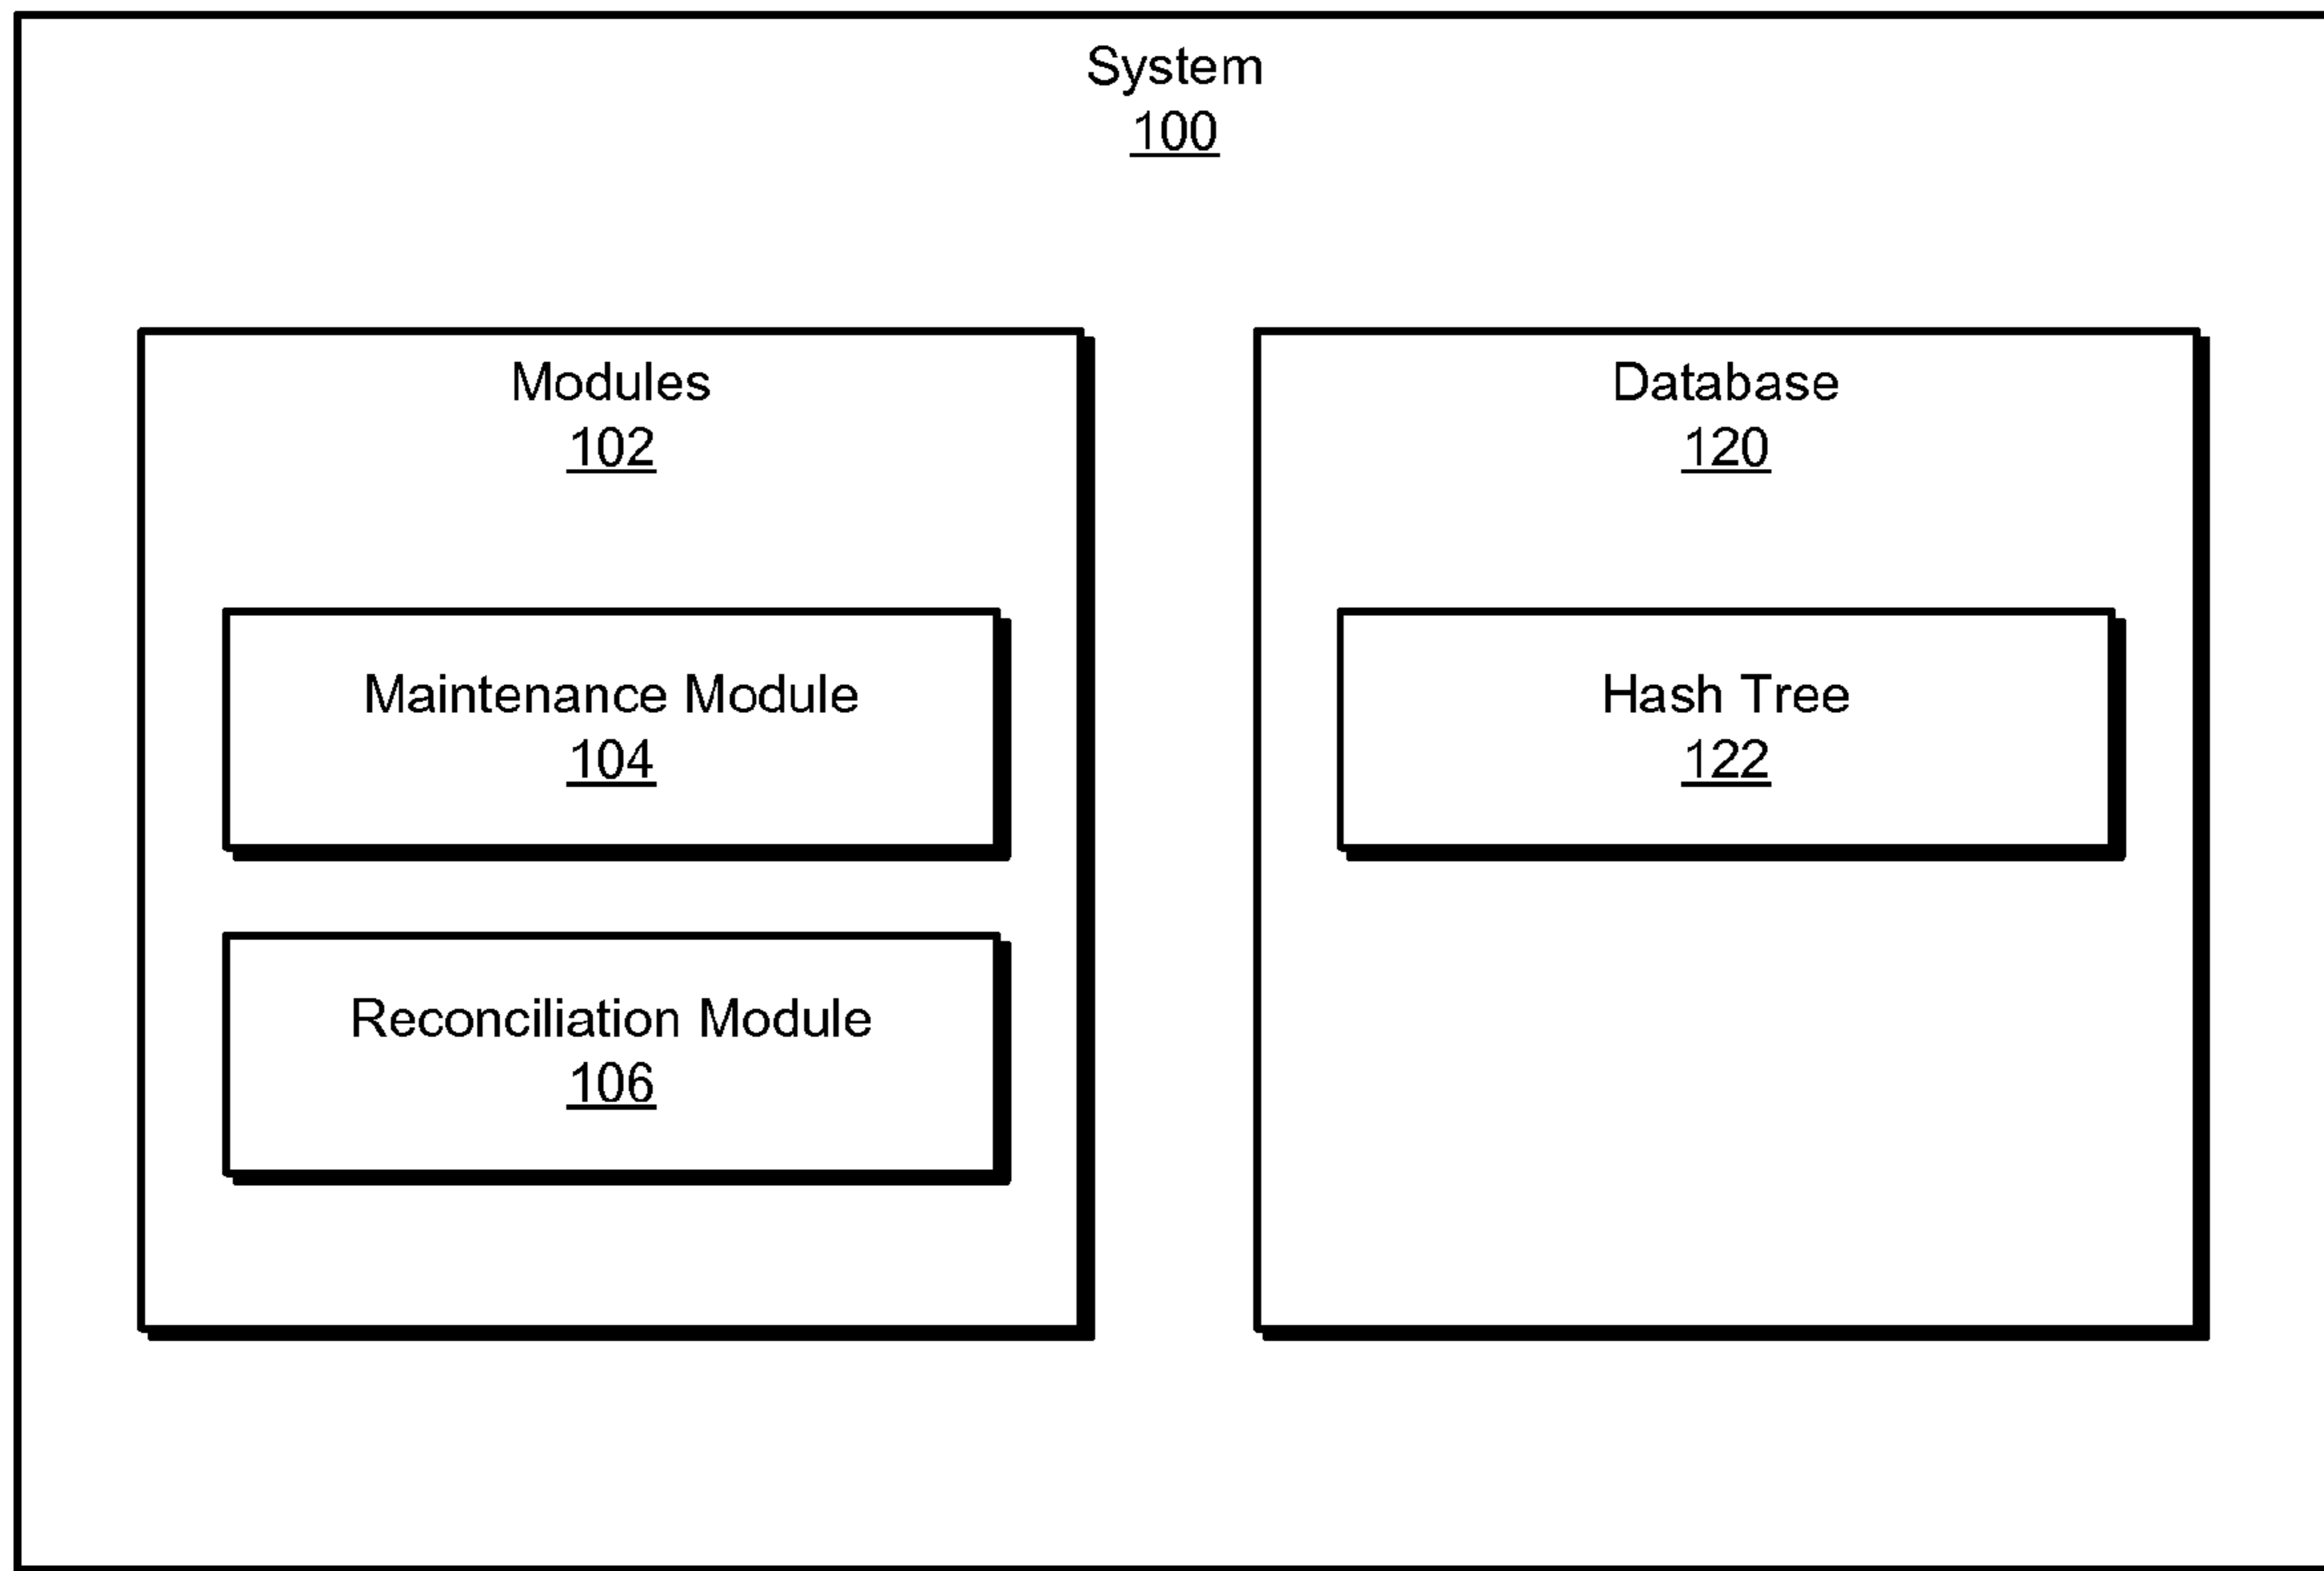 System
100
Modules
102
Maintenance Module
104
Reconciliation Module
106
Database
120
Hash Tree
122